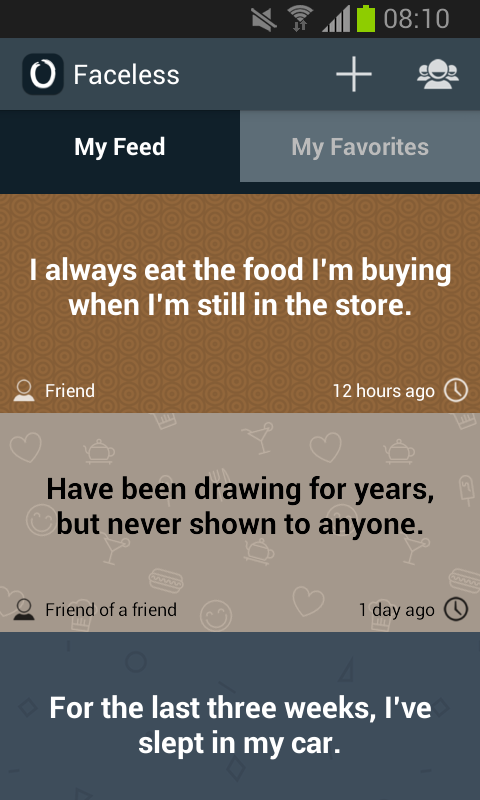 08:10
Faceless
My Feed
My Favorites
I always eat the food I'm buying
when I'm still in the store.
Friend
12 hours ago
Have been drawing for years,
but never shown to anyone.
Friend of a friend
1 day ago
For the last three weeks, I've
slept in my car.